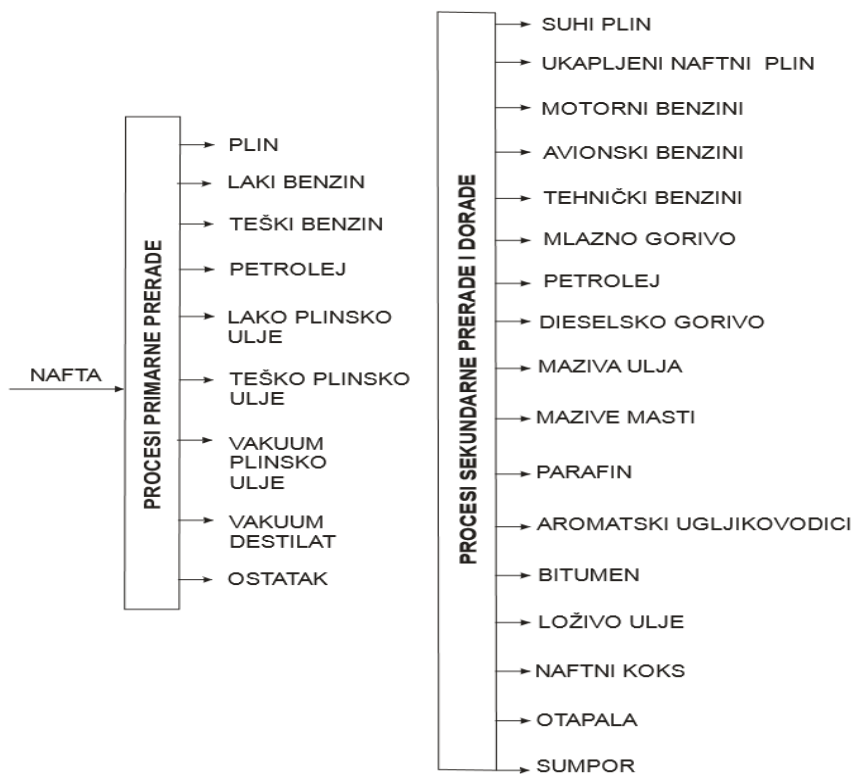 NAFTA
PROCESI PRIMARNE PRERADE
PLIN
LAKI BENZIN
TEŠKI BENZIN
PETROLEJ
LAKO PLINSKO
ULJE
TEŠKO PLINSKO
ULJE
VAKUUM
PLINSKO
ULJE
VAKUUM
DESTILAT
OSTATAK
PROCESI SEKUNDARNE PRERADE I DORADE
SUHI PLIN
UKAPLJENI NAFTNI PLIN
MOTORNI BENZINI
AVIONSKI BENZINI
TEHNIČKI BENZINI
MLAZNO GORIVO
PETROLEJ
DIESELSKO GORIVO
MAZIVA ULJA
MAZIVE MASTI
PARAFIN
AROMATSKI UGLJIKOVODICI
BITUMEN
LOŽIVO ULJE
NAFTNI KOKS
OTAPALA
SUMPOR